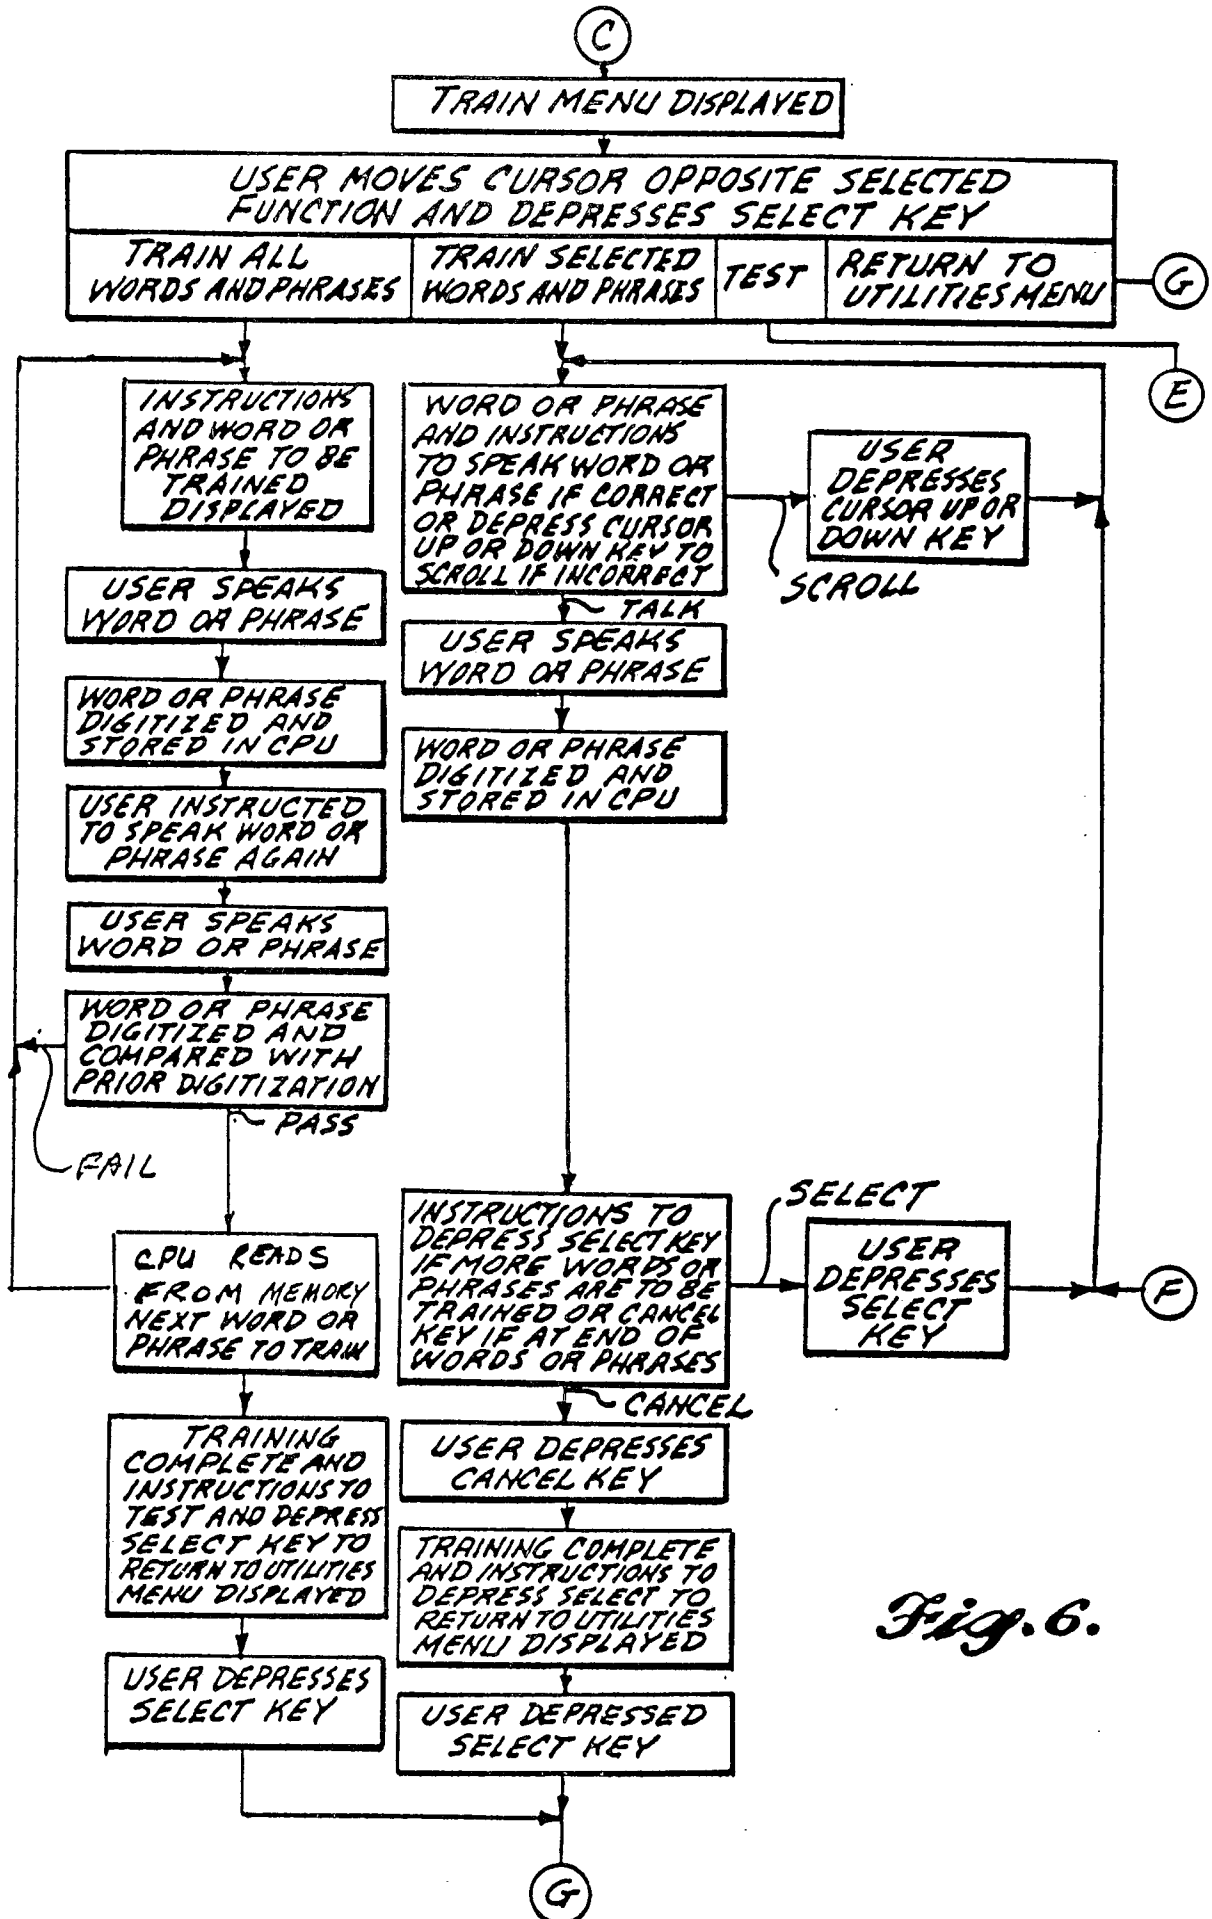 C
TRAIN MENU DISPLAYED
USER MOVES CURSOR OPPOSITE SELECTED
FUNCTION AND DEPRESSES SELECT KEY
TRAIN ALL
WORDS AND PHRASES
TRAIN SELECTED
WORDS AND PHRASES
TEST
RETURN TO
UTILITIES MENU
G
E
INSTRUCTIONS
AND WORD OR
PHRASE TO BE
TRAINED
DISPLAYED
USER SPEAKS
WORD OR PHRASE
WORD OR PHRASE
DIGITIZED AND
STORED IN CPU
USER INSTRUCTED
TO SPEAK WORD OR
PHRASE AGAIN
USER SPEAKS
WORD OR PHRASE
WORD OR PHRASE
DIGITIZED AND
COMPARED WITH
PRIOR DIGITIZATION
PASS
FAIL
CPU READS
FROM MEMORY
NEXT WORD OR
PHRASE TO TRAIN
TRAINING
COMPLETE AND
INSTRUCTIONS TO
TEST AND DEPRESS
SELECT KEY TO
RETURN TO UTILITIES
MENU DISPLAYED
USER DEPRESSES
SELECT KEY
WORD OR PHRASE
AND INSTRUCTIONS
TO SPEAK WORD OR
PHRASE IF CORRECT
OR DEPRESS CURSOR
UP OR DOWN KEY TO
SCROLL IF INCORRECT
TALK
USER SPEAKS
WORD OR PHRASE
WORD OR PHRASE
DIGITIZED AND
STORED IN CPU
INSTRUCTIONS TO
DEPRESS SELECT KEY
IF MORE WORDS OR
PHRASES ARE TO BE
TRAINED OR CANCEL
KEY IF AT END OF
WORDS OR PHRASES
CANCEL
USER DEPRESSES
CANCEL KEY
TRAINING COMPLETE
AND INSTRUCTIONS TO
DEPRESS SELECT TO
RETURN TO UTILITIES
MENU DISPLAYED
USER DEPRESSED
SELECT KEY
G
USER
DEPRESSES
CURSOR UP OR
DOWN KEY
SCROLL
SELECT
USER
DEPRESSES
SELECT
KEY
F
Fig. 6.